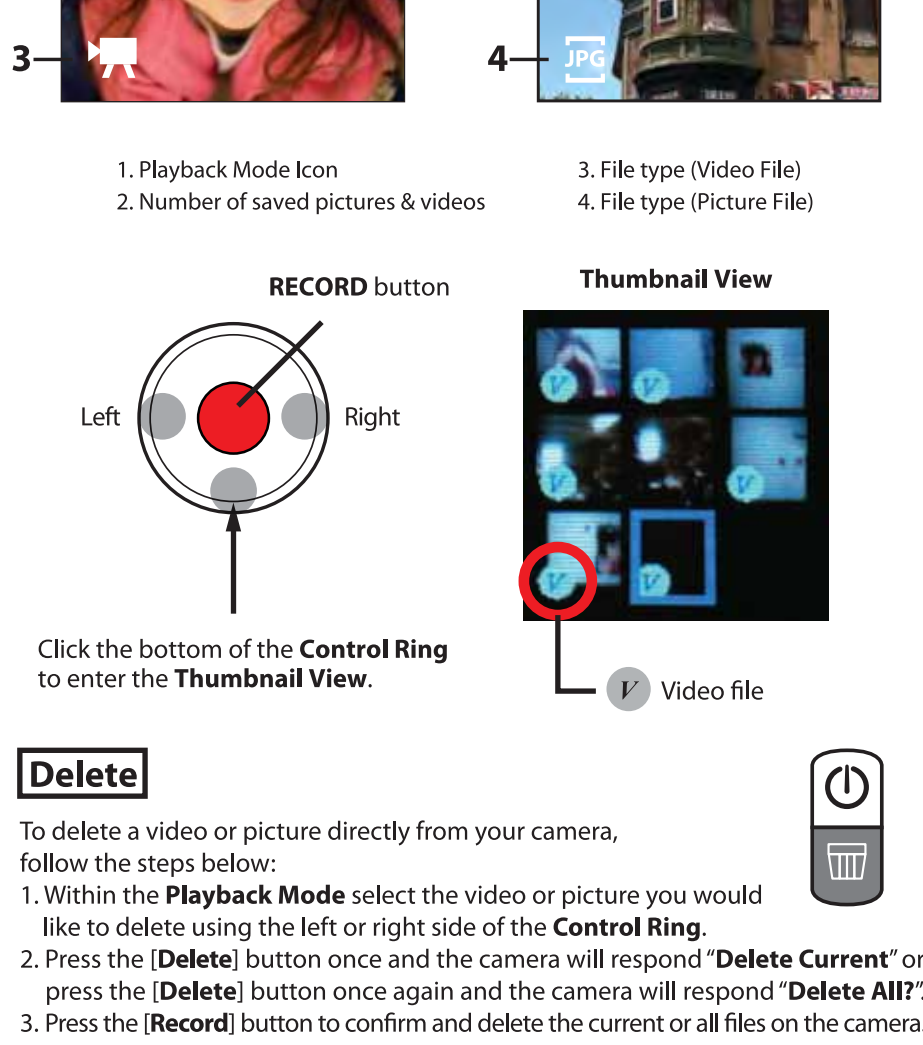 3
4
JPG
1. Playback Mode Icon
2. Number of saved pictures & videos
3. File type (Video File)
4. File type (Picture File)
RECORD button
Left
Right
Click the bottom of the Control Ring
to enter the Thumbnail View.
Thumbnail View
V
V
V
V
V
V
V Video file
Delete
To delete a video or picture directly from your camera,
follow the steps below:
1. Within the Playback Mode select the video or picture you would
like to delete using the left or right side of the Control Ring.
2. Press the [Delete] button once and the camera will respond “Delete Current” or
press the [Delete] button once again and the camera will respond “Delete All?”.
3. Press the [Record] button to confirm and delete the current or all files on the camera.